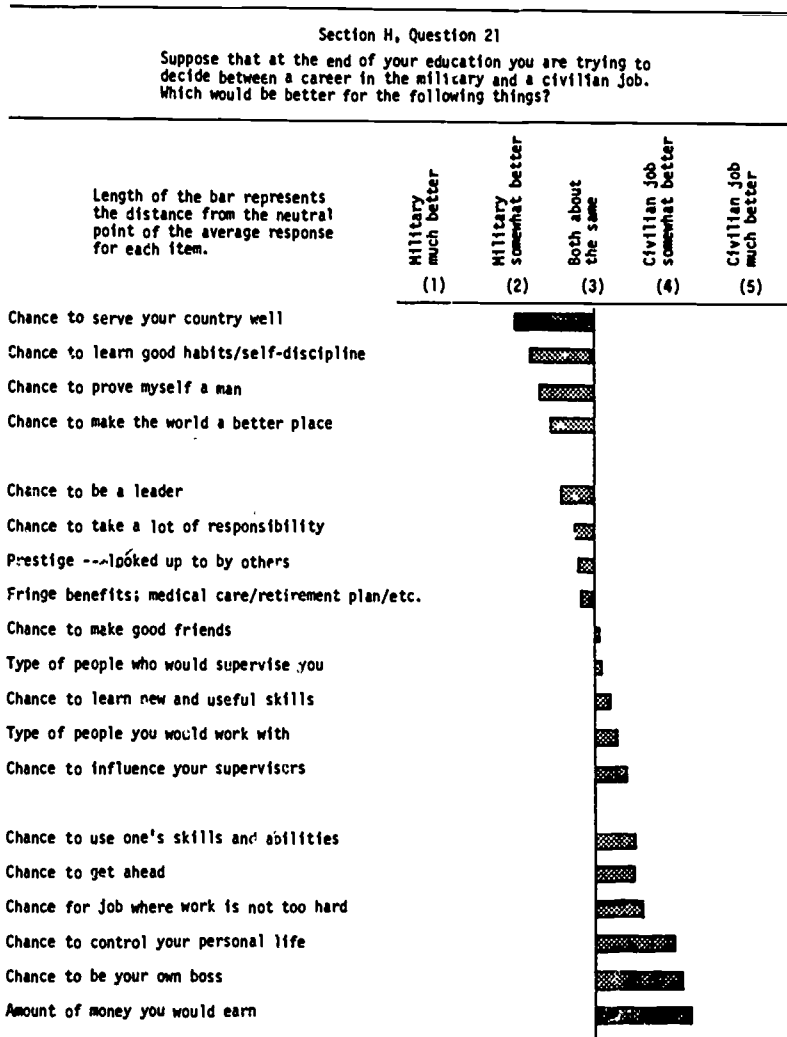 Section H, Question 21
Suppose that at the end of your education you are trying to
decide between a career in the military and a civilian job.
Which would be better for the following things?
Length of the bar represents
the distance from the neutral
point of the average response
for each item.
Military
much better
(1)
Military
somewhat better
(2)
Both about
the same
(3)
Civilian job
somewhat better
(4)
Civilian job
much better
(5)
Chance to serve your country well
Chance to learn good habits/self-discipline
Chance to prove myself a man
Chance to make the world a better place
Chance to be a leader
Chance to take a lot of responsibility
Prestige --- looked up to by others
Fringe benefits; medical care/retirement plan/etc.
Chance to make good friends
Type of people who would supervise you
Chance to learn new and useful skills
Type of people you would work with
Chance to influence your supervisors
Chance to use one's skills and abilities
Chance to get ahead
Chance for job where work is not too hard
Chance to control your personal life
Chance to be your own boss
Amount of money you would earn